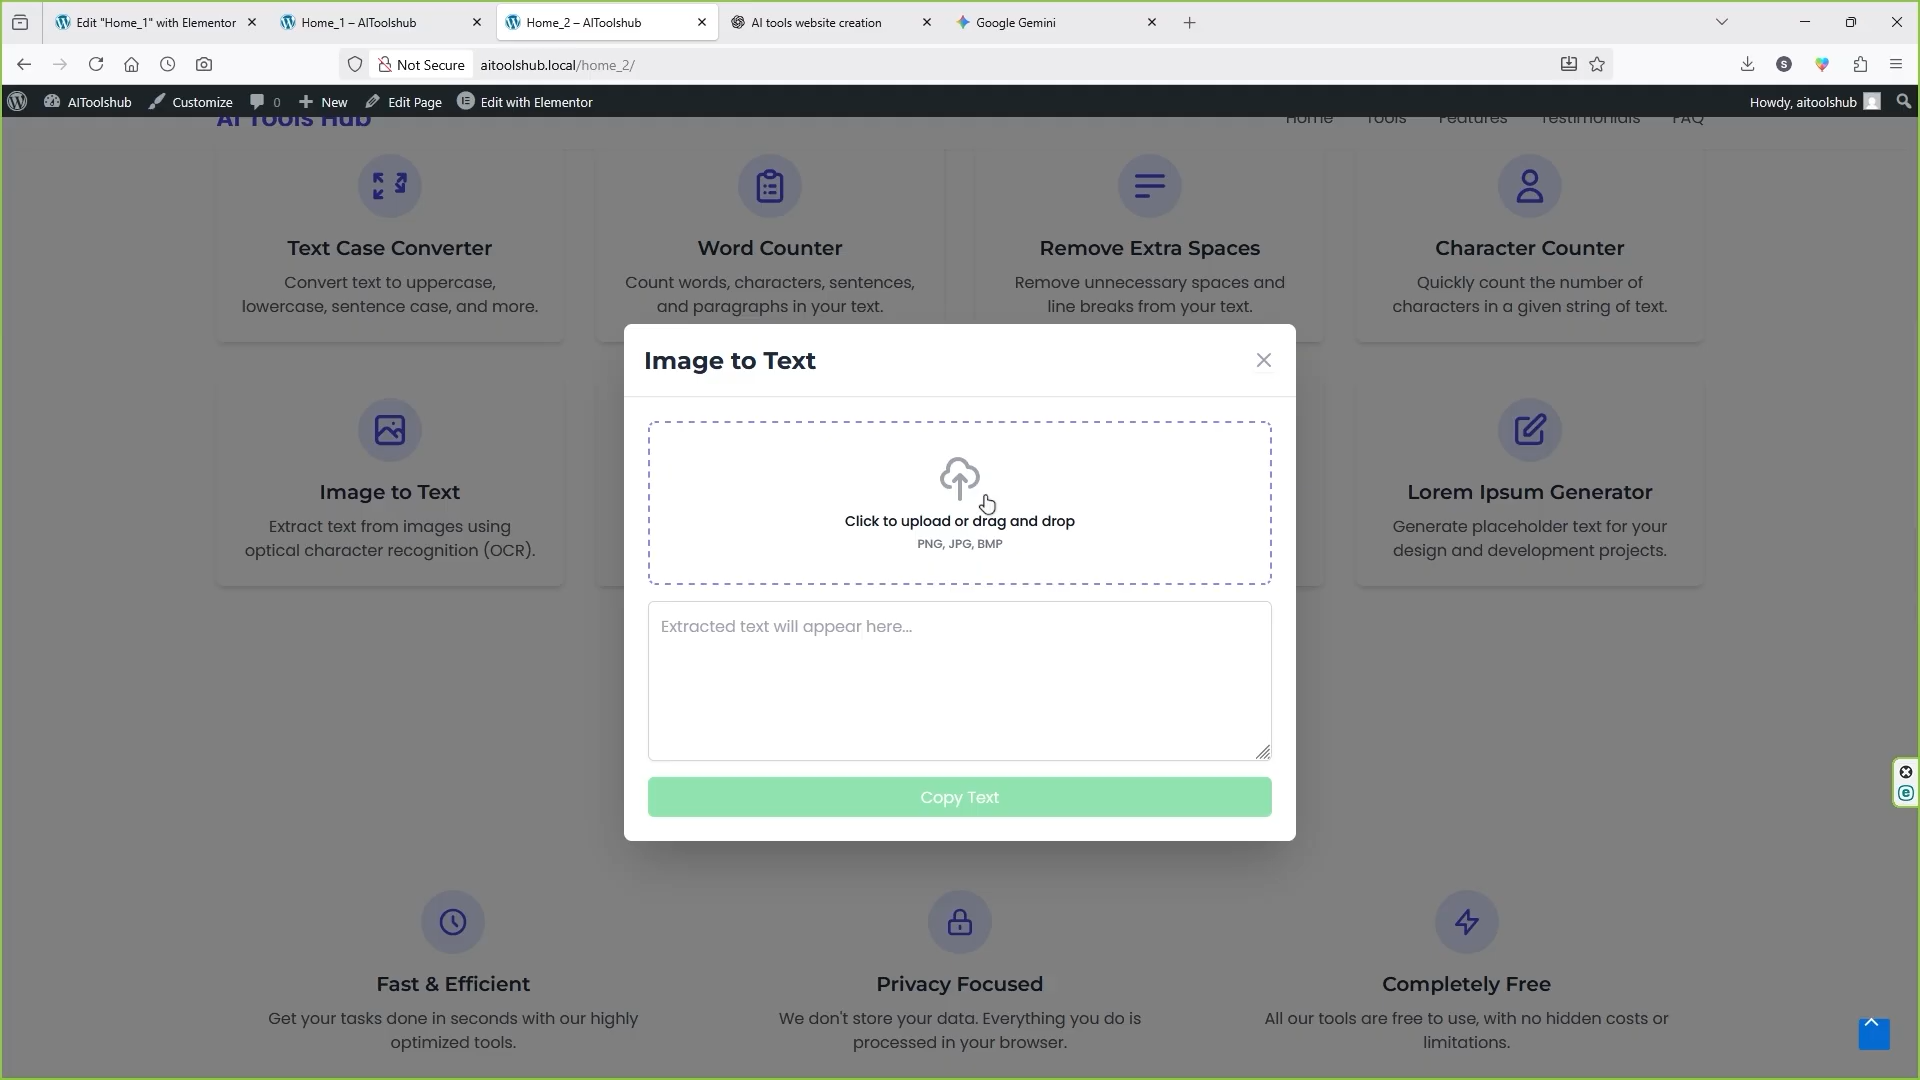 Edit "Home_1" with Elementor
Home_1 – AIToolshub
Home_2 – AIToolshub
AI tools website creation
Google Gemini
Not Secure
aitoolshub.local/home_2/
S
AIToolshub
Customize
0
New
Edit Page
Edit with Elementor
Howdy, aitoolshub
AI Tools Hub
Home
Tools
Features
Testimonials
FAQ
Text Case Converter
Convert text to uppercase,
lowercase, sentence case, and more.
Word Counter
Count words, characters, sentences,
and paragraphs in your text.
Remove Extra Spaces
Remove unnecessary spaces and
line breaks from your text.
Character Counter
Quickly count the number of
characters in a given string of text.
Image to Text
Extract text from images using
optical character recognition (OCR).
Lorem Ipsum Generator
Generate placeholder text for your
design and development projects.
Image to Text
Click to upload or drag and drop
PNG, JPG, BMP
Extracted text will appear here...
Copy Text
Fast & Efficient
Get your tasks done in seconds with our highly
optimized tools.
Privacy Focused
We don't store your data. Everything you do is
processed in your browser.
Completely Free
All our tools are free to use, with no hidden costs or
limitations.